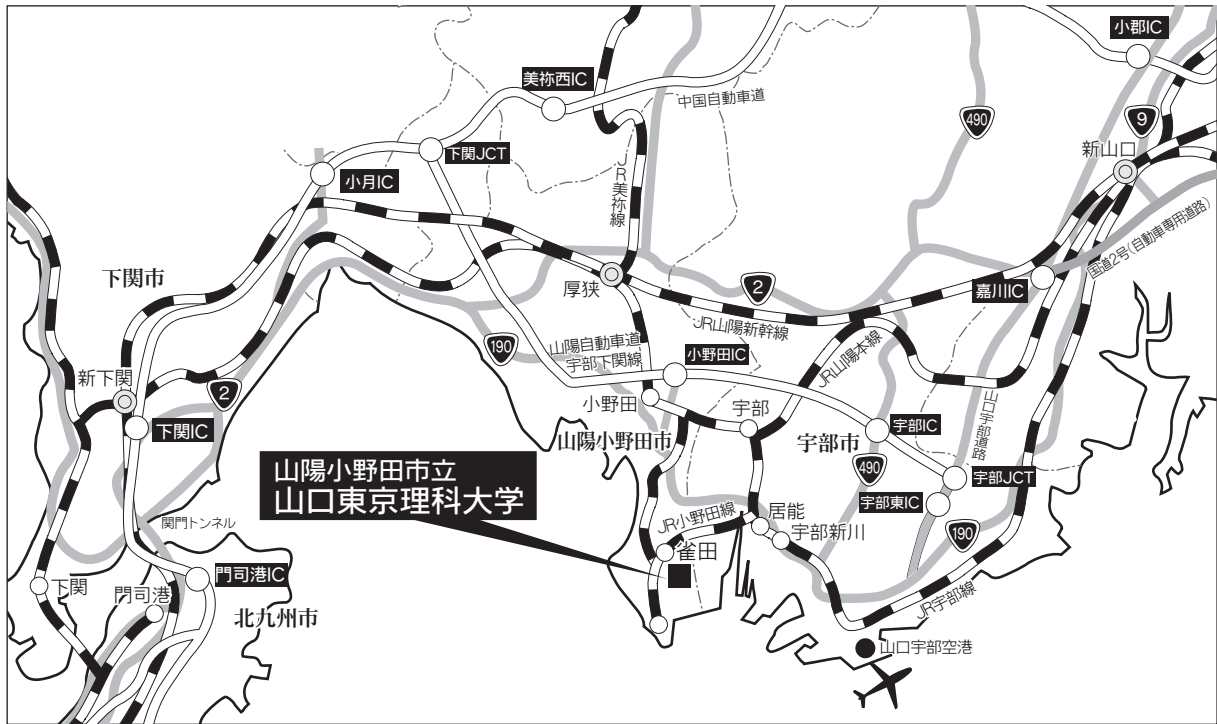 小郡IC
美祢西IC
中国自動車道
490
9
新山口
下関JCT
小月IC
JR美祢線
国道2号(自動車専用道路)
下関市
厚狭
2
嘉川IC
JR山陽新幹線
190
山陽自動車道
宇部下関線
小野田IC
JR山陽本線
新下関
2
小野田
宇部
山口宇部道路
下関IC
山陽小野田市
宇部市
宇部IC
山陽小野田市立
山口東京理科大学
490
宇部JCT
宇部東IC
関門トンネル
JR小野田線
居能
宇部新川
190
雀田
下関
門司港IC
門司港
北九州市
JR宇部線
山口宇部空港